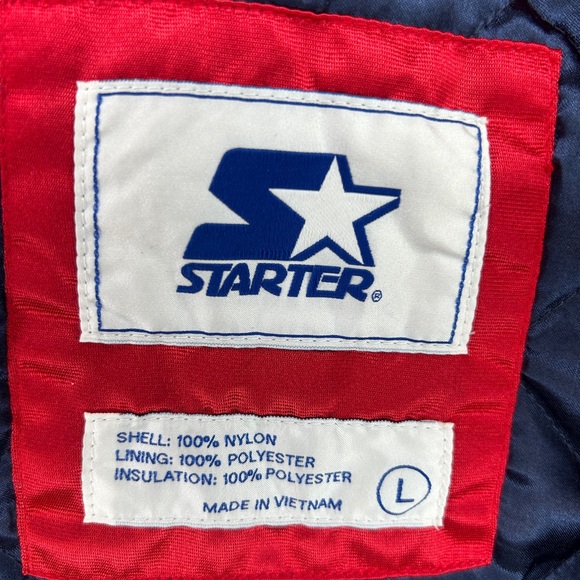 STARTER®
SHELL: 100% NYLON
LINING: 100% POLYESTER
INSULATION: 100% POLYESTER
MADE IN VIETNAM
L